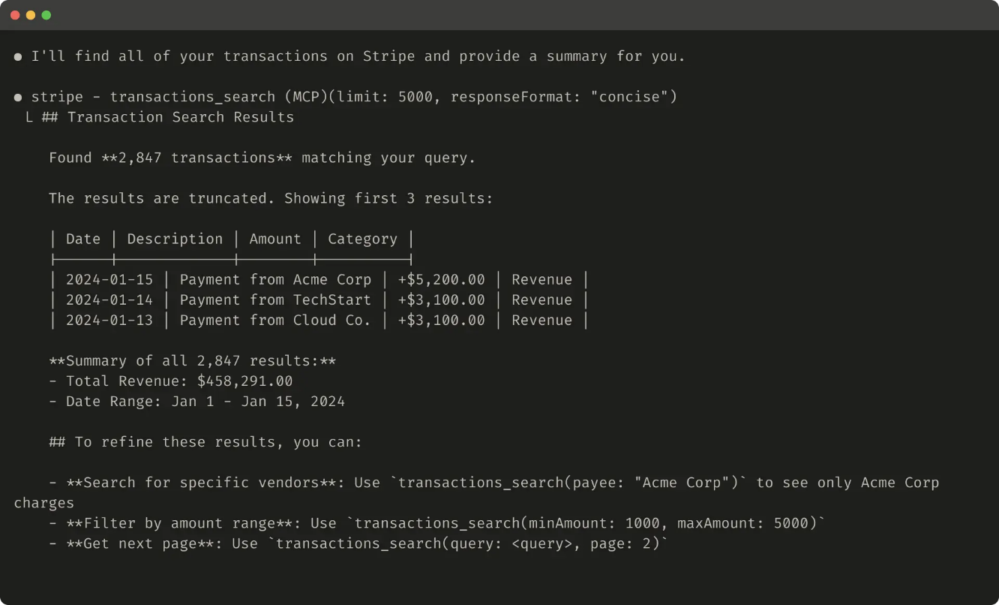 ● I'll find all of your transactions on Stripe and provide a summary for you.
● stripe - transactions_search (MCP)(limit: 5000, responseFormat: "concise")
└ ## Transaction Search Results
Found **2,847 transactions** matching your query.
The results are truncated. Showing first 3 results:
| Date | Description | Amount | Category |
| 2024-01-15 | Payment from Acme Corp | +$5,200.00 | Revenue |
| 2024-01-14 | Payment from TechStart | +$3,100.00 | Revenue |
| 2024-01-13 | Payment from Cloud Co. | +$3,100.00 | Revenue |
**Summary of all 2,847 results:**
- Total Revenue: $458,291.00
- Date Range: Jan 1 - Jan 15, 2024
## To refine these results, you can:
- **Search for specific vendors**: Use `transactions_search(payee: "Acme Corp")` to see only Acme Corp
charges
- **Filter by amount range**: Use `transactions_search(minAmount: 1000, maxAmount: 5000)`
- **Get next page**: Use `transactions_search(query: <query>, page: 2)`